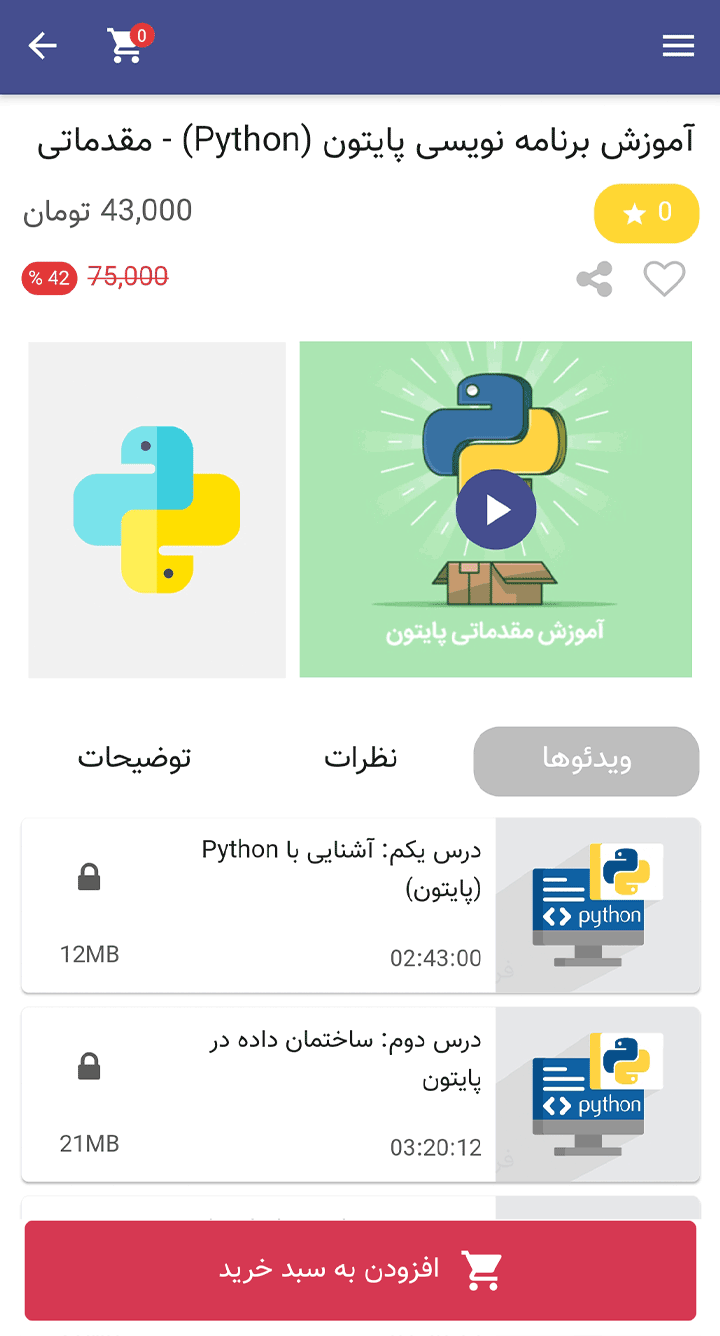 0
آموزش برنامه نویسی پایتون (Python) - مقدماتی
0
43,000 تومان
75,000
% 42
آموزش مقدماتی پایتون
ویدئوها
نظرات
توضیحات
python
درس یکم: آشنایی با Python
(پایتون)
02:43:00
12MB
python
درس دوم: ساختمان داده در
پایتون
03:20:12
21MB
افزودن به سبد خرید